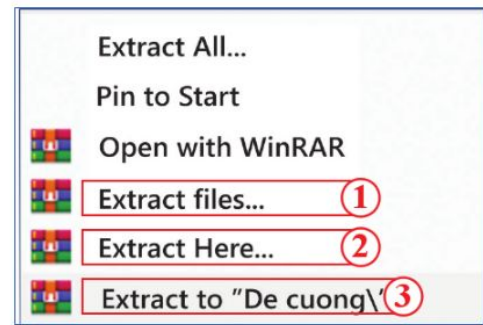 Extract All...
Pin to Start
Open with WinRAR
Extract files... 1
Extract Here... 2
Extract to "De cuong\" 3